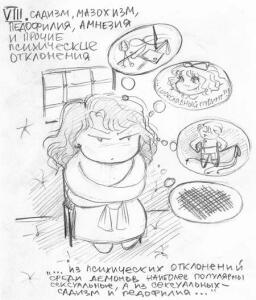 VIII. САДИЗМ, МАЗОХИЗМ,
ПЕДОФИЛИЯ, АМНЕЗИЯ
И ПРОЧИЕ
ПСИХИЧЕСКИЕ
ОТКЛОНЕНИЯ
"... ИЗ ПСИХИЧЕСКИХ ОТКЛОНЕНИЙ
СРЕДИ ДЕМОНОВ НАИБОЛЕЕ ПОПУЛЯРНЫ
СЕКСУАЛЬНЫЕ, А ИЗ СЕКСУАЛЬНЫХ-
САДИЗМ И ПЕДОФИЛИЯ..."